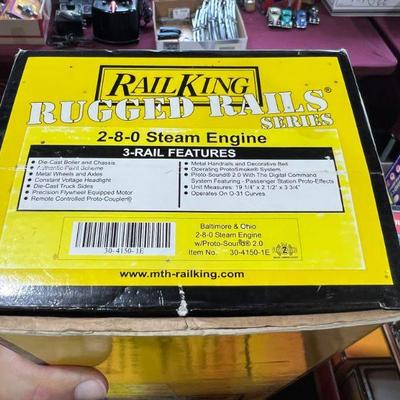 RAILKING®
RUGGED RAILS
SERIES
2-8-0 Steam Engine
3-RAIL FEATURES
• Die-Cast Boiler and Chassis
• Authentic Paint Scheme
• Metal Wheels and Axles
• Constant Voltage Headlight
• Die-Cast Truck Sides
• Precision Flywheel Equipped Motor
• Remote Controlled Proto-Coupler®
• Metal Handrails and Decorative Bell
• Operating ProtoSmoke® System
• Proto-Sound® 2.0 With The Digital Command
System Featuring - Passenger Station Proto-Effects
• Unit Measures: 19 1/4" x 2 1/2" x 3 3/4"
• Operates On O-31 Curves
30-4150-1E
Baltimore & Ohio
2-8-0 Steam Engine
w/Proto-Sound® 2.0
Item No. 30-4150-1E
www.mth-railking.com